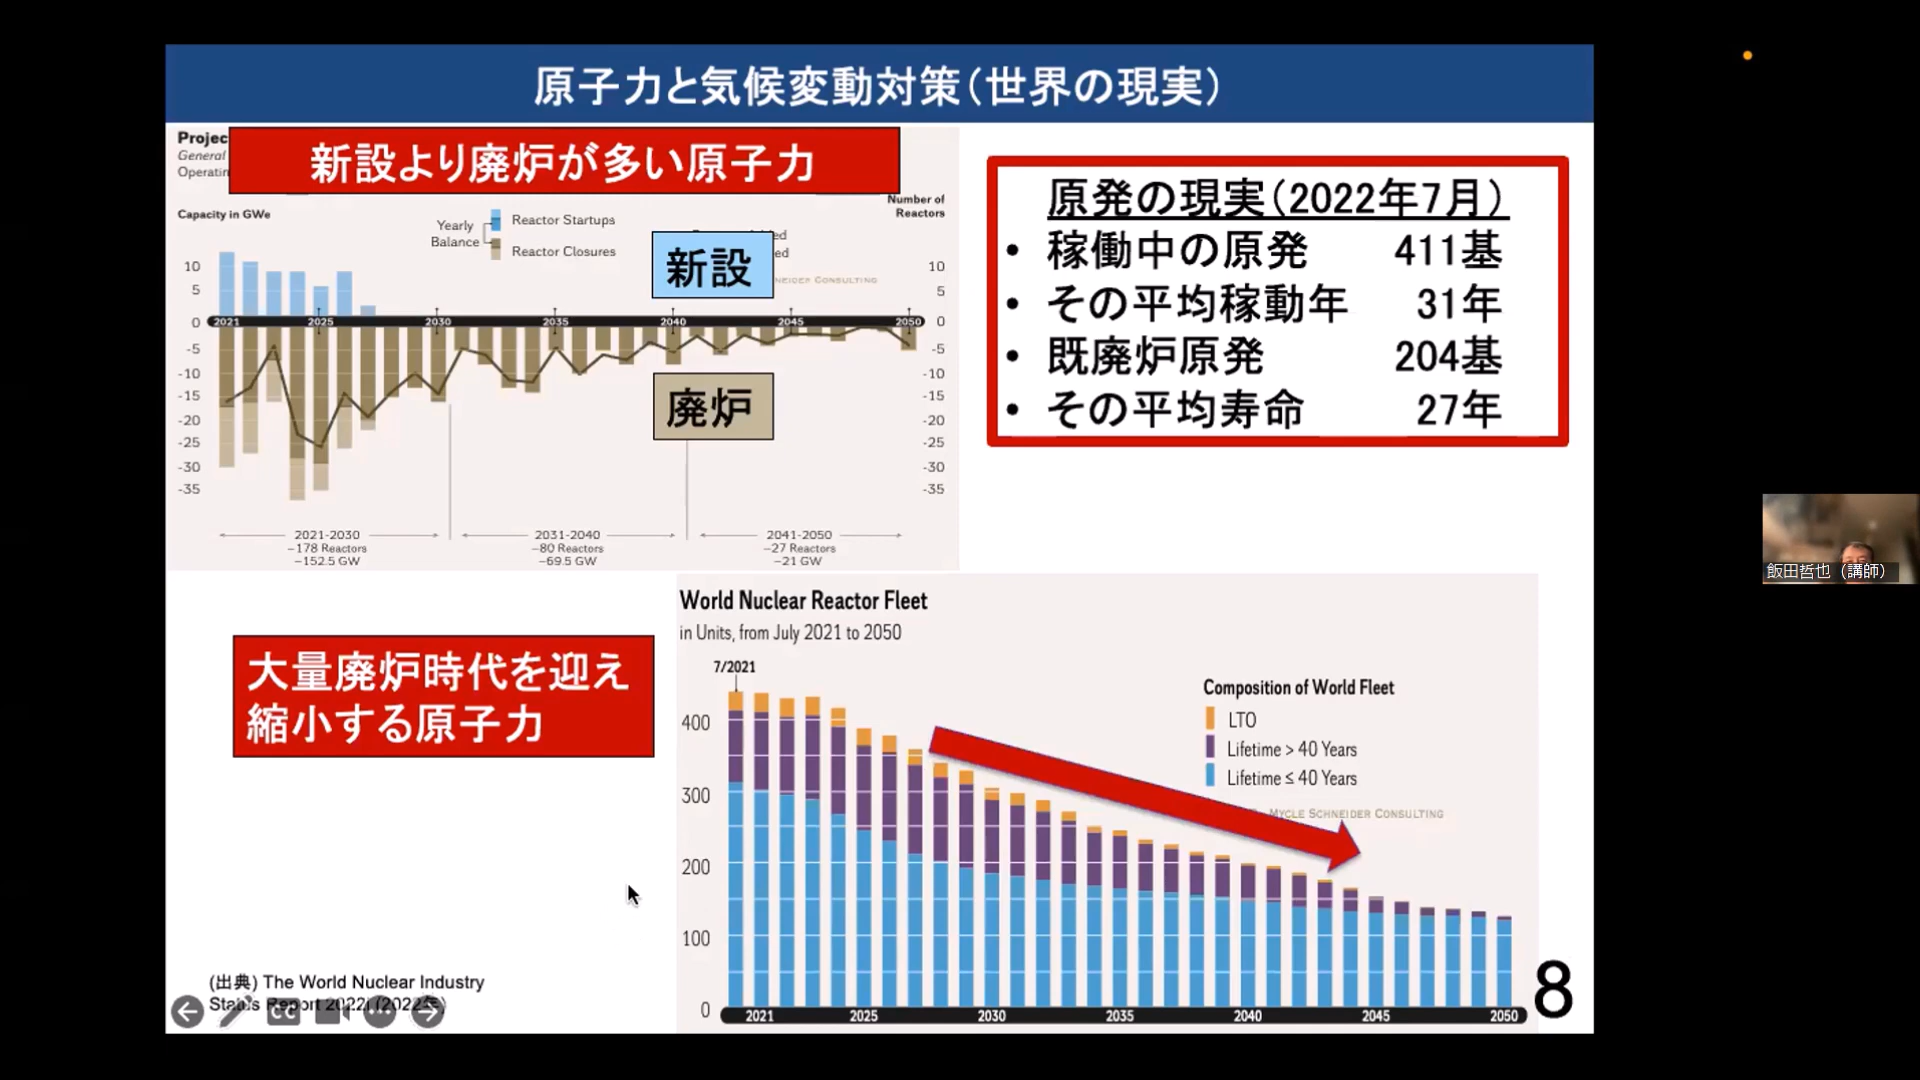 原子力と気候変動対策（世界の現実）
Projec
General
Operatin
新設より廃炉が多い原子力
Capacity in GWe
Number of
Reactors
Yearly
Balance
Reactor Startups
Reactor Closures
ed
ed
新設
NEIDER CONSULTING
10
5
0
-5
-10
-15
-20
-25
-30
-35
2021
2025
2030
2035
2040
2045
2050
10
5
0
-5
-10
-15
-20
-25
-30
-35
廃炉
2021-2030
−178 Reactors
−152.5 GW
2031-2040
−80 Reactors
−69.5 GW
2041-2050
−27 Reactors
−21 GW
原発の現実（2022年7月）
• 稼働中の原発 411基
• その平均稼動年 31年
• 既廃炉原発 204基
• その平均寿命 27年
飯田哲也（講師）
大量廃炉時代を迎え
縮小する原子力
World Nuclear Reactor Fleet
in Units, from July 2021 to 2050
7/2021
Composition of World Fleet
LTO
Lifetime > 40 Years
Lifetime ≤ 40 Years
MYCLE SCHNEIDER CONSULTING
400
300
200
100
0
2021
2025
2030
2035
2040
2045
2050
(出典) The World Nuclear Industry
Report 2022
CC
8